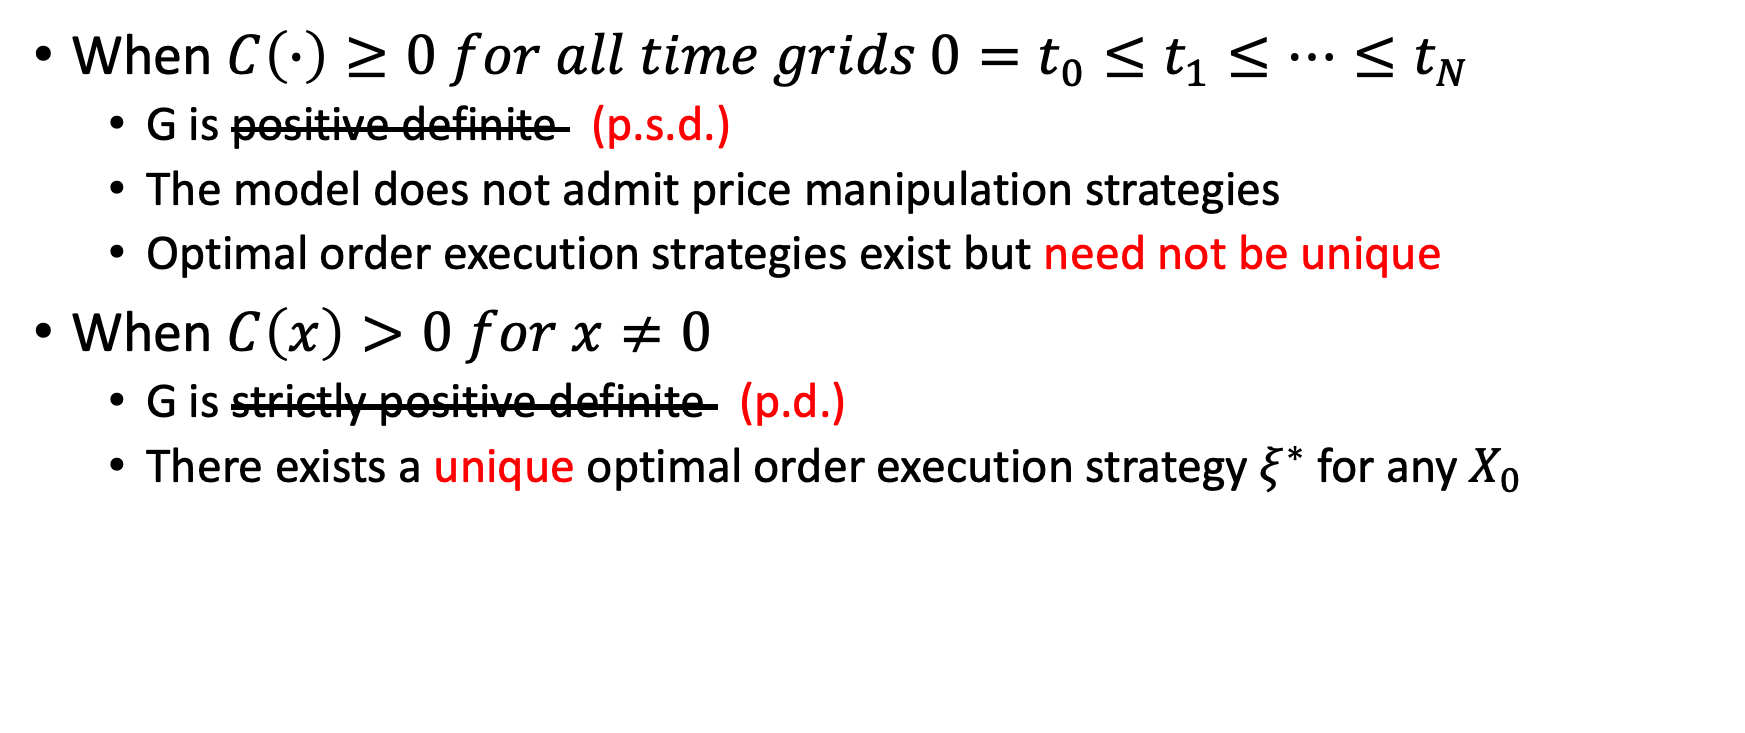 • When C(·) ≥ 0 for all time grids 0 = t₀ ≤ t₁ ≤ ⋯ ≤ t_N
• G is ~~positive definite~~ (p.s.d.)
• The model does not admit price manipulation strategies
• Optimal order execution strategies exist but need not be unique
• When C(x) > 0 for x ≠ 0
• G is ~~strictly positive definite~~ (p.d.)
• There exists a unique optimal order execution strategy ξ* for any X₀